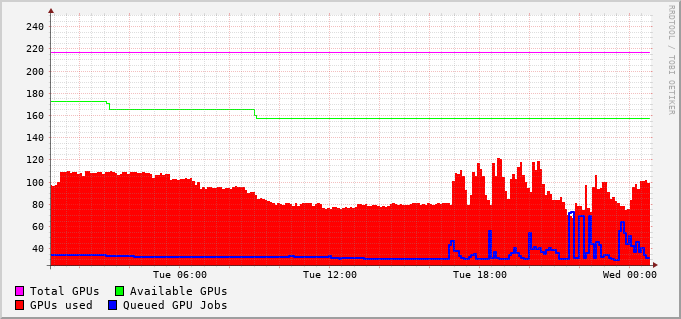 240
220
200
180
160
140
120
100
80
60
40
Tue 06:00 Tue 12:00 Tue 18:00 Wed 00:00
Total GPUs Available GPUs
GPUs used Queued GPU Jobs
RRDTOOL / TOBI OETIKER